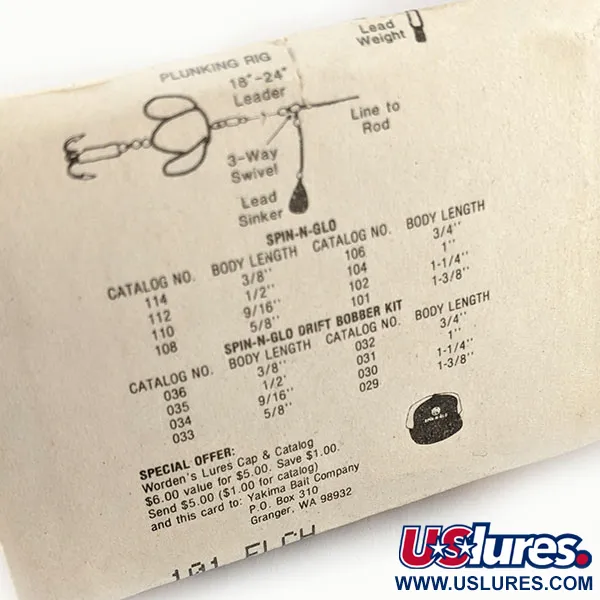 Lead
Weight
PLUNKING RIG
18"-24"
Leader
Line to
Rod
3-Way
Swivel
Lead
Sinker
SPIN-N-GLO
CATALOG NO. BODY LENGTH CATALOG NO. BODY LENGTH
114 3/8" 106 3/4"
112 1/2" 104 1"
110 9/16" 102 1-1/4"
108 5/8" 101 1-3/8"
SPIN-N-GLO DRIFT BOBBER KIT
CATALOG NO. BODY LENGTH CATALOG NO. BODY LENGTH
036 3/8" 032 3/4"
035 1/2' 031 1"
034 9/16" 030 1-1/4"
033 5/8" 029 1-3/8"
SPIN-N-GLO
SPECIAL OFFER:
Worden's Lures Cap & Catalog
$6.00 value for $5.00. Save $1.00.
Send $5.00 ($1.00 for catalog)
and this card to: Yakima Bait Company
P.O. Box 310
Granger, WA 98932
101 FLCH
USlures.
WWW.USLURES.COM